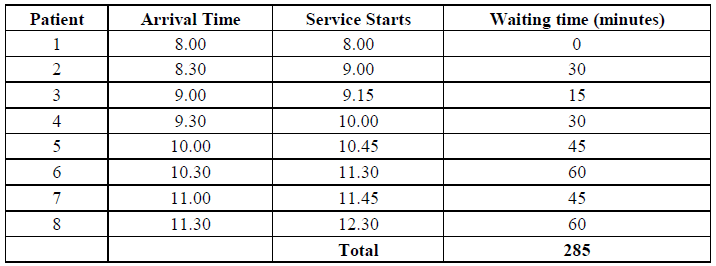 Patient Arrival Time Service Starts Waiting time (minutes)
1 8.00 8.00 0
2 8.30 9.00 30
3 9.00 9.15 15
4 9.30 10.00 30
5 10.00 10.45 45
6 10.30 11.30 60
7 11.00 11.45 45
8 11.30 12.30 60
Total 285